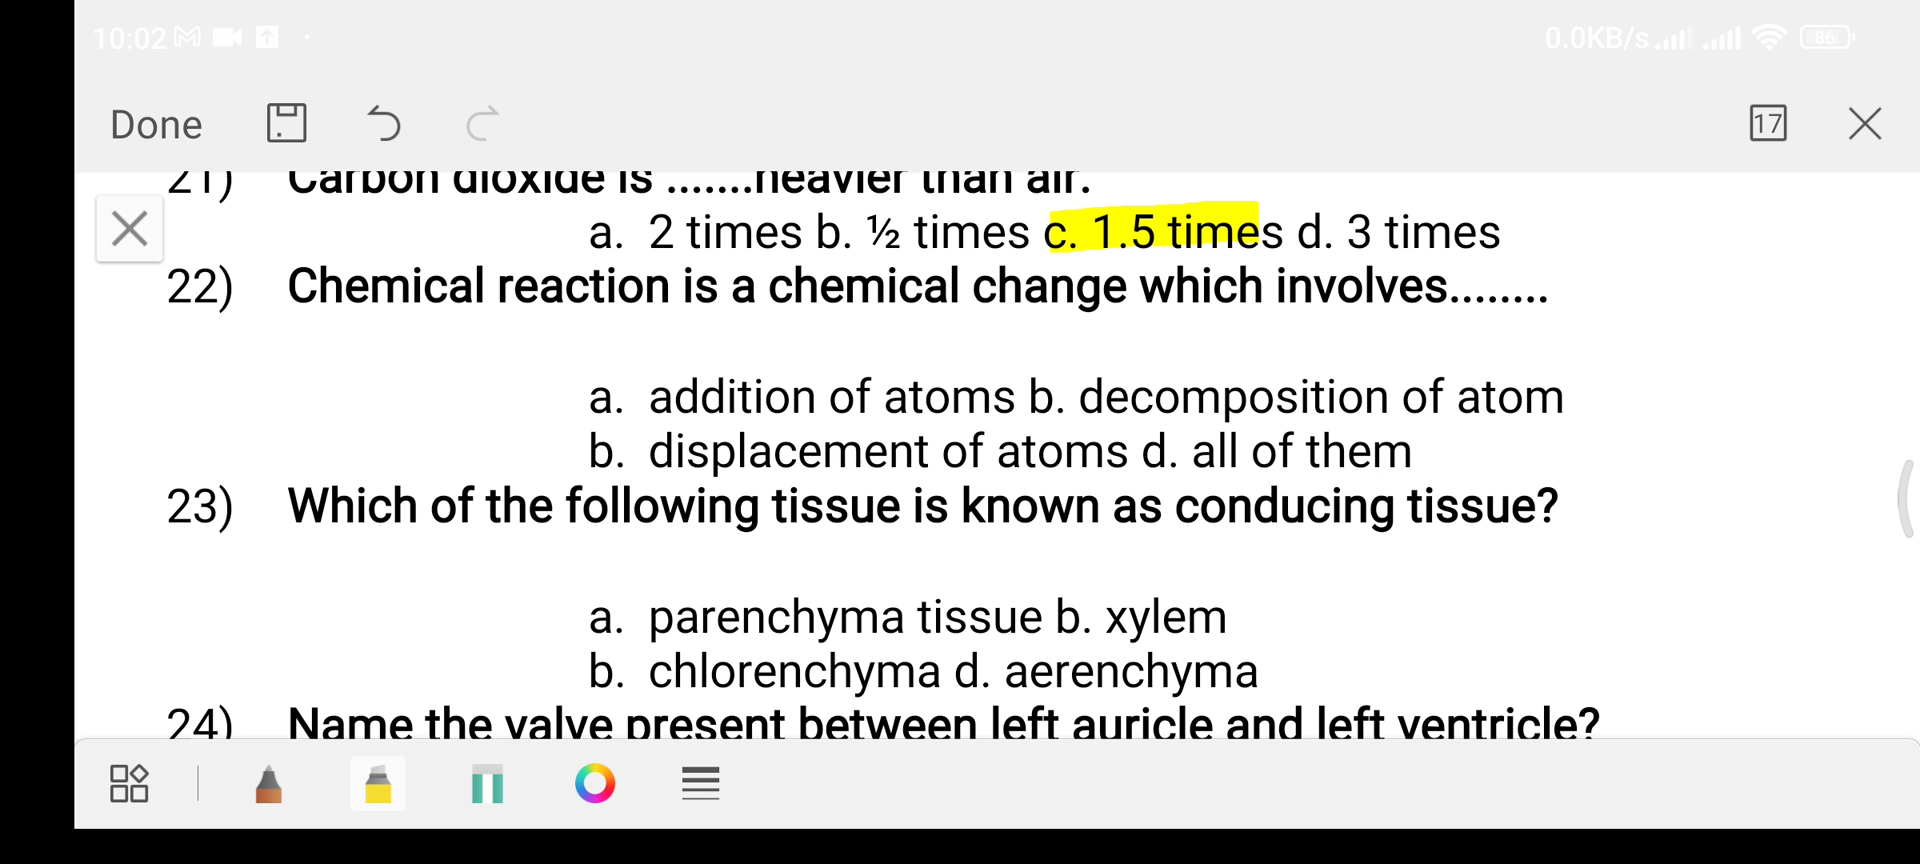 10:02
0.0KB/s 86
Done 17
21) Carbon dioxide is .......heavier than air.
a. 2 times b. ½ times c. 1.5 times d. 3 times
22) Chemical reaction is a chemical change which involves........
a. addition of atoms b. decomposition of atom
b. displacement of atoms d. all of them
23) Which of the following tissue is known as conducing tissue?
a. parenchyma tissue b. xylem
b. chlorenchyma d. aerenchyma
24) Name the valve present between left auricle and left ventricle?